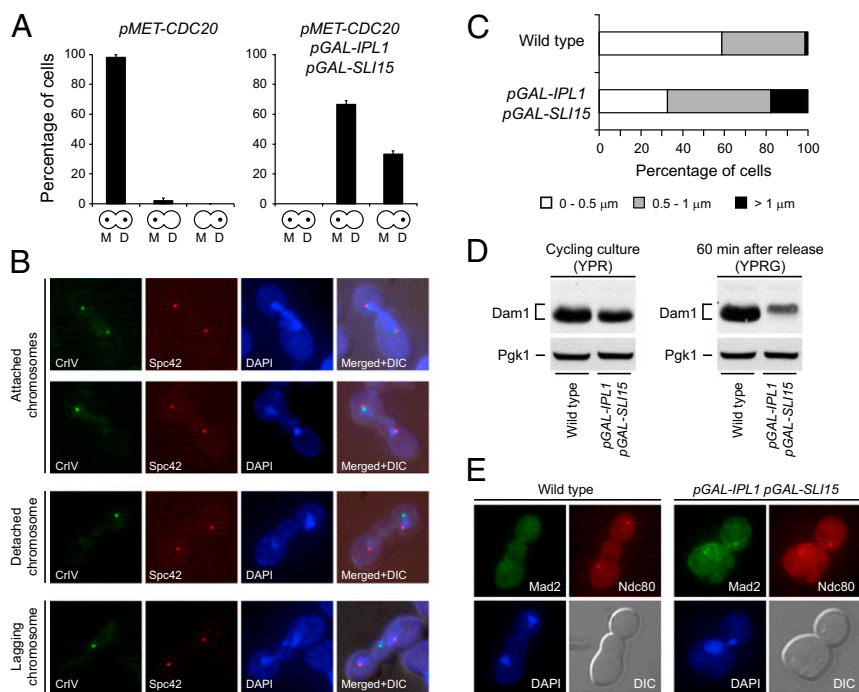 A
pMET-CDC20
pMET-CDC20
pGAL-IPL1
pGAL-SLI15
Percentage of cells
100
80
60
40
20
0
100
80
60
40
20
0
M D M D M D
M D M D M D
B
Attached
chromosomes
CrIV Spc42 DAPI Merged+DIC
CrIV Spc42 DAPI Merged+DIC
Detached
chromosome
CrIV Spc42 DAPI Merged+DIC
Lagging
chromosome
CrIV Spc42 DAPI Merged+DIC
C
Wild type
pGAL-IPL1
pGAL-SLI15
0 20 40 60 80 100
Percentage of cells
0 - 0.5 µm 0.5 - 1 µm > 1 µm
D
Cycling culture
(YPR)
60 min after release
(YPRG)
Dam1
Dam1
Pgk1
Pgk1
Wild type
pGAL-IPL1
pGAL-SLI15
Wild type
pGAL-IPL1
pGAL-SLI15
E
Wild type
pGAL-IPL1 pGAL-SLI15
Mad2 Ndc80 Mad2 Ndc80
DAPI DIC DAPI DIC